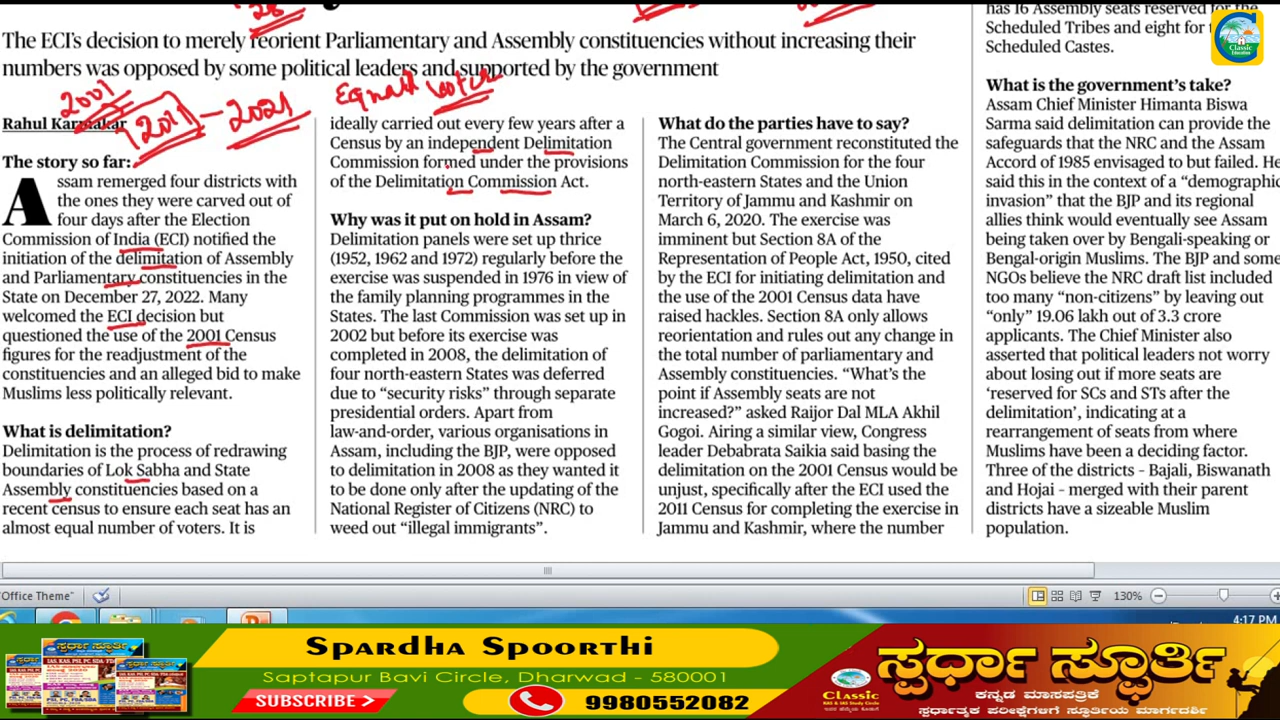 28
The ECI's decision to merely reorient Parliamentary and Assembly constituencies without increasing their
numbers was opposed by some political leaders and supported by the government
2001
2011 - 2021
Equal voter
Rahul Karmakar
The story so far:
Assam remerged four districts with
the ones they were carved out of
four days after the Election
Commission of India (ECI) notified the
initiation of the delimitation of Assembly
and Parliamentary constituencies in the
State on December 27, 2022. Many
welcomed the ECI decision but
questioned the use of the 2001 Census
figures for the readjustment of the
constituencies and an alleged bid to make
Muslims less politically relevant.
What is delimitation?
Delimitation is the process of redrawing
boundaries of Lok Sabha and State
Assembly constituencies based on a
recent census to ensure each seat has an
almost equal number of voters. It is
ideally carried out every few years after a
Census by an independent Delimitation
Commission formed under the provisions
of the Delimitation Commission Act.
Why was it put on hold in Assam?
Delimitation panels were set up thrice
(1952, 1962 and 1972) regularly before the
exercise was suspended in 1976 in view of
the family planning programmes in the
States. The last Commission was set up in
2002 but before its exercise was
completed in 2008, the delimitation of
four north-eastern States was deferred
due to "security risks" through separate
presidential orders. Apart from
law-and-order, various organisations in
Assam, including the BJP, were opposed
to delimitation in 2008 as they wanted it
to be done only after the updating of the
National Register of Citizens (NRC) to
weed out "illegal immigrants".
What do the parties have to say?
The Central government reconstituted the
Delimitation Commission for the four
north-eastern States and the Union
Territory of Jammu and Kashmir on
March 6, 2020. The exercise was
imminent but Section 8A of the
Representation of People Act, 1950, cited
by the ECI for initiating delimitation and
the use of the 2001 Census data have
raised hackles. Section 8A only allows
reorientation and rules out any change in
the total number of parliamentary and
Assembly constituencies. "What's the
point if Assembly seats are not
increased?" asked Raijor Dal MLA Akhil
Gogoi. Airing a similar view, Congress
leader Debabrata Saikia said basing the
delimitation on the 2001 Census would be
unjust, specifically after the ECI used the
2011 Census for completing the exercise in
Jammu and Kashmir, where the number
has 16 Assembly seats reserved for the
Scheduled Tribes and eight for
Scheduled Castes.
What is the government's take?
Assam Chief Minister Himanta Biswa
Sarma said delimitation can provide the
safeguards that the NRC and the Assam
Accord of 1985 envisaged to but failed. He
said this in the context of a "demographic
invasion" that the BJP and its regional
allies think would eventually see Assam
being taken over by Bengali-speaking or
Bengal-origin Muslims. The BJP and some
NGOs believe the NRC draft list included
too many "non-citizens" by leaving out
"only" 19.06 lakh out of 3.3 crore
applicants. The Chief Minister also
asserted that political leaders not worry
about losing out if more seats are
'reserved for SCs and STs after the
delimitation', indicating at a
rearrangement of seats from where
Muslims have been a deciding factor.
Three of the districts – Bajali, Biswanath
and Hojai – merged with their parent
districts have a sizeable Muslim
population.
Classic
Education
"Office Theme"
130%
4:17 PM
Spardha Spoorthi
Saptapur Bavi Circle, Dharwad - 580001
SUBSCRIBE
9980552082
ಸ್ಪರ್ಧಾ ಸ್ಫೂರ್ತಿ
Classic
KAS & IAS Study Circle
ಕನ್ನಡ ಮಾಸಪತ್ರಿಕೆ
ಸ್ಪರ್ಧಾತ್ಮಕ ಪರೀಕ್ಷೆಗಳಿಗೆ ಸ್ಫೂರ್ತಿಯ ಮಾರ್ಗದರ್ಶಿ